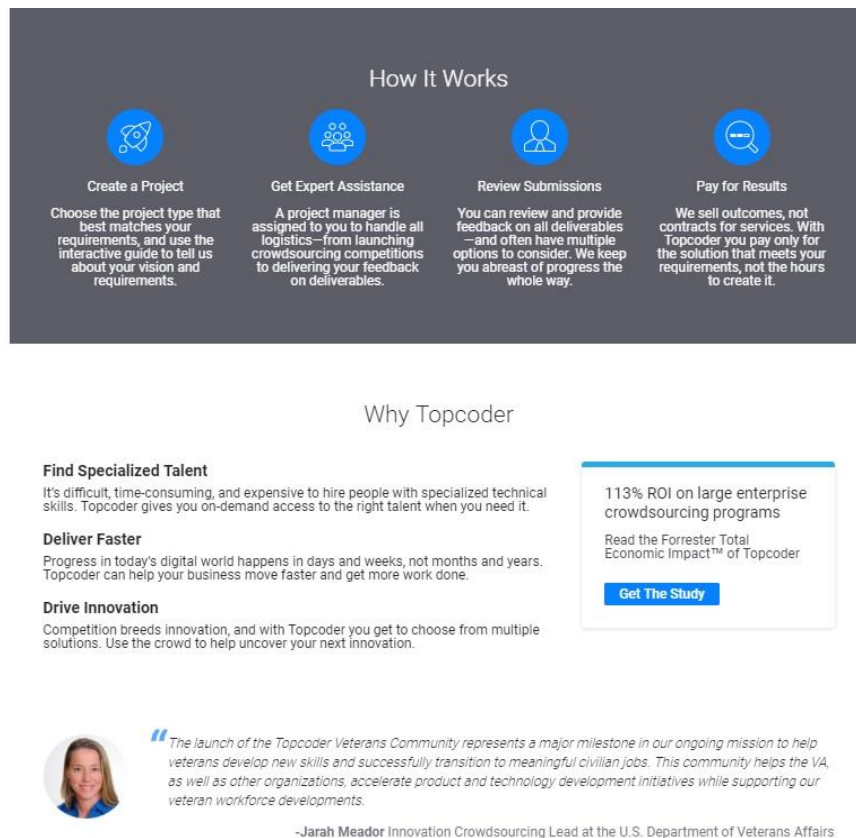 How It Works
Create a Project
Choose the project type that
best matches your
requirements, and use the
interactive guide to tell us
about your vision and
requirements.
Get Expert Assistance
A project manager is
assigned to you to handle all
logistics—from launching
crowdsourcing competitions
to delivering your feedback
on deliverables.
Review Submissions
You can review and provide
feedback on all deliverables
—and often have multiple
options to consider. We keep
you abreast of progress the
whole way.
Pay for Results
We sell outcomes, not
contracts for services. With
Topcoder you pay only for
the solution that meets your
requirements, not the hours
to create it.
Why Topcoder
Find Specialized Talent
It's difficult, time-consuming, and expensive to hire people with specialized technical
skills. Topcoder gives you on-demand access to the right talent when you need it.
Deliver Faster
Progress in today's digital world happens in days and weeks, not months and years.
Topcoder can help your business move faster and get more work done.
Drive Innovation
Competition breeds innovation, and with Topcoder you get to choose from multiple
solutions. Use the crowd to help uncover your next innovation.
113% ROI on large enterprise
crowdsourcing programs
Read the Forrester Total
Economic Impact™ of Topcoder
Get The Study
“The launch of the Topcoder Veterans Community represents a major milestone in our ongoing mission to help
veterans develop new skills and successfully transition to meaningful civilian jobs. This community helps the VA,
as well as other organizations, accelerate product and technology development initiatives while supporting our
veteran workforce developments.
-Jarah Meador Innovation Crowdsourcing Lead at the U.S. Department of Veterans Affairs